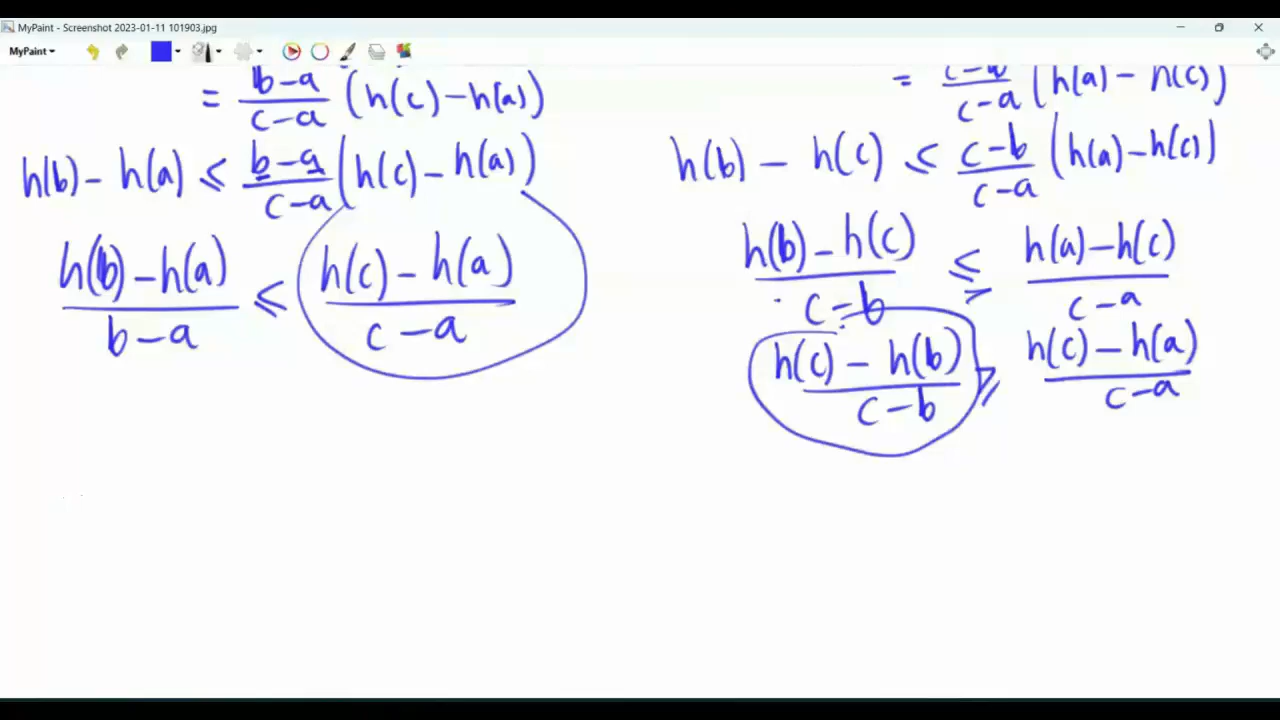 MyPaint - Screenshot 2023-01-11 101903.jpg
MyPaint
= b-a/c-a (h(c)-h(a))
h(b)-h(a) ≤ b-a/c-a (h(c)-h(a))
h(b)-h(a)/b-a ≤ h(c)-h(a)/c-a
= c-b/c-a (h(a)-h(c))
h(b)-h(c) ≤ c-b/c-a (h(a)-h(c))
h(b)-h(c)/c-b ≤ h(a)-h(c)/c-a
h(c)-h(b)/c-b ≥ h(c)-h(a)/c-a